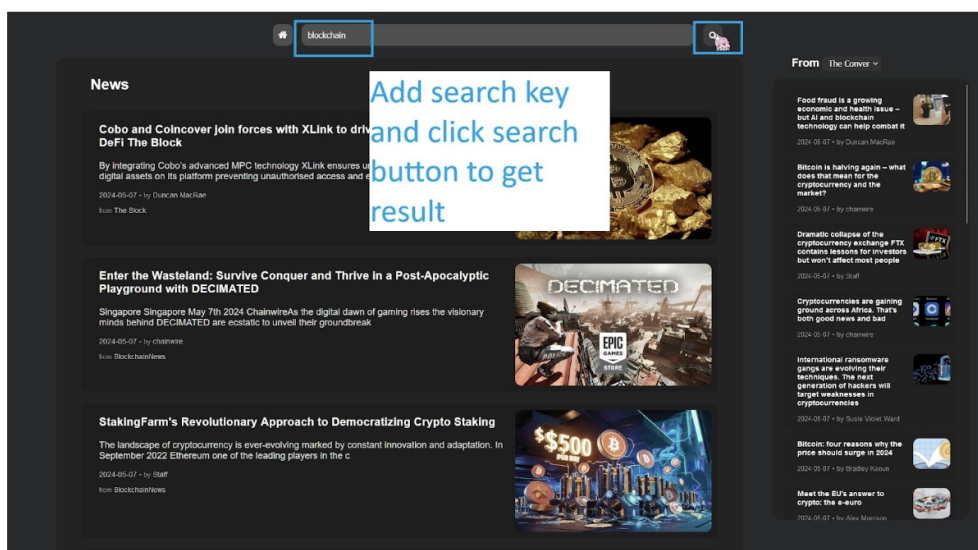 blockchain
From The Conver
News
Add search key
and click search
button to get
result
Cobo and Coincover join forces with XLink to
DeFi The Block
By integrating Cobo's advanced MPC technology XLink ensures
digital assets on its platform preventing unauthorised access and
2024-05-07 • by Duncan MacRae
from The Block
Enter the Wasteland: Survive Conquer and Thrive in a Post-Apocalyptic
Playground with DECIMATED
Singapore Singapore May 7th 2024 ChainwireAs the digital dawn of gaming rises the visionary
minds behind DECIMATED are ecstatic to unveil their groundbreak
2024-05-07 • by chainwire
from BlockchainNews
DECIMATED
POLICE
EPIC
GAMES
STORE
StakingFarm's Revolutionary Approach to Democratizing Crypto Staking
The landscape of cryptocurrency is ever-evolving marked by constant innovation and adaptation. In
September 2022 Ethereum one of the leading players in the c
2024-05-07 • by Staff
from BlockchainNews
$500
PER DAY
Food fraud is a growing
economic and health issue –
but AI and blockchain
technology can help combat it
2024-05-07 • by Duncan MacRae
Bitcoin is halving again – what
does that mean for the
cryptocurrency and the
market?
2024-05-07 • by chainwire
Dramatic collapse of the
cryptocurrency exchange FTX
contains lessons for investors
but won't affect most people
2024-05-07 • by Staff
FTX
Cryptocurrencies are gaining
ground across Africa. That's
both good news and bad
2024-05-07 • by chainwire
International ransomware
gangs are evolving their
techniques. The next
generation of hackers will
target weaknesses in
cryptocurrencies
2024-05-07 • by Susie Violet Ward
Bitcoin: four reasons why the
price should surge in 2024
2024-05-07 • by Bradley Keoun
Meet the EU's answer to
crypto: the e-euro
2024-05-07 • by Alex Morrison